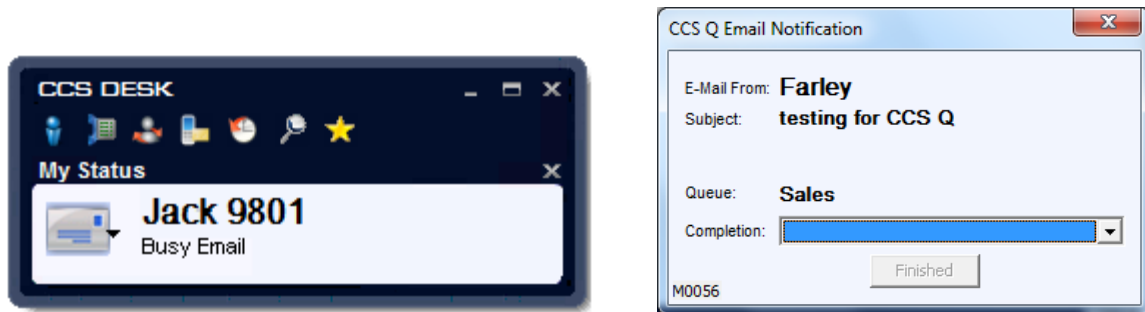 CCS DESK
My Status
Jack 9801
Busy Email
CCS Q Email Notification
E-Mail From: Farley
Subject: testing for CCS Q
Queue: Sales
Completion:
Finished
M0056